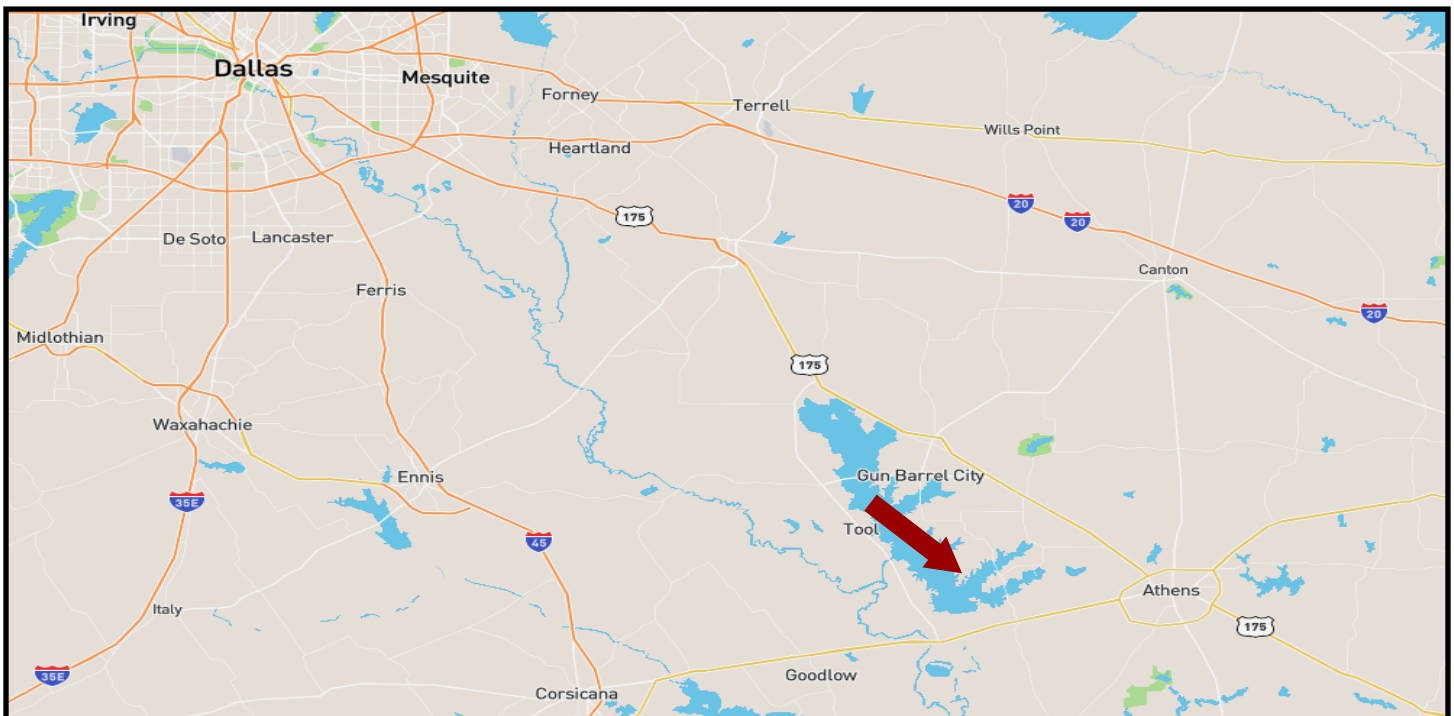 Irving
Dallas
Mesquite
Forney
Terrell
Wills Point
Heartland
20
175
20
De Soto
Lancaster
Canton
Ferris
20
Midlothian
175
Waxahachie
Gun Barrel City
Ennis
35E
Tool
45
Athens
Italy
175
35E
Goodlow
Corsicana